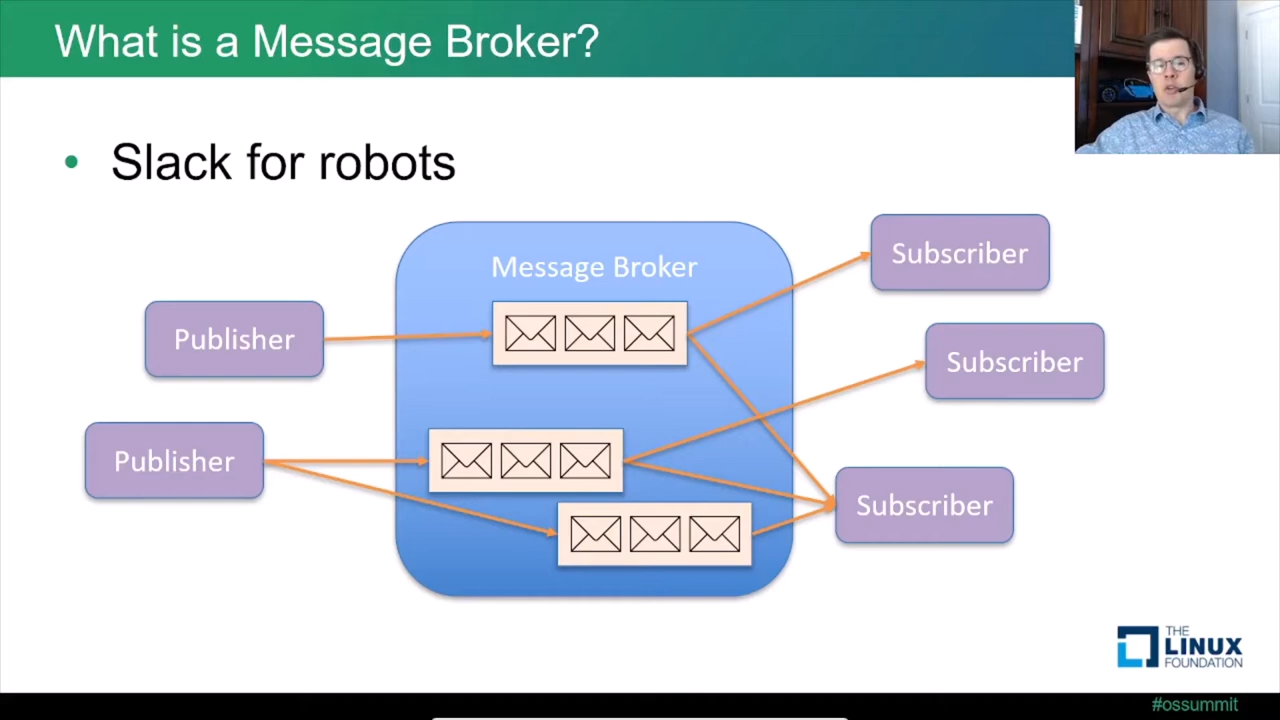 What is a Message Broker?
• Slack for robots
Message Broker
Publisher
Publisher
Subscriber
Subscriber
Subscriber
THE
LINUX
FOUNDATION
#ossummit